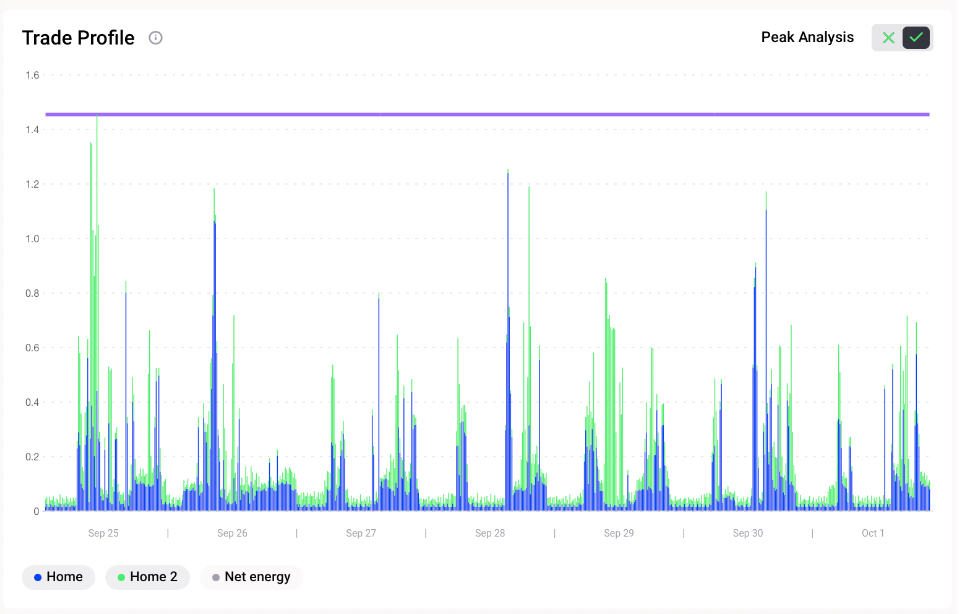 Trade Profile
Peak Analysis
1.6
1.4
1.2
1.0
0.8
0.6
0.4
0.2
0
Sep 25 | Sep 26 | Sep 27 | Sep 28 | Sep 29 | Sep 30 | Oct 1
Home Home 2 Net energy